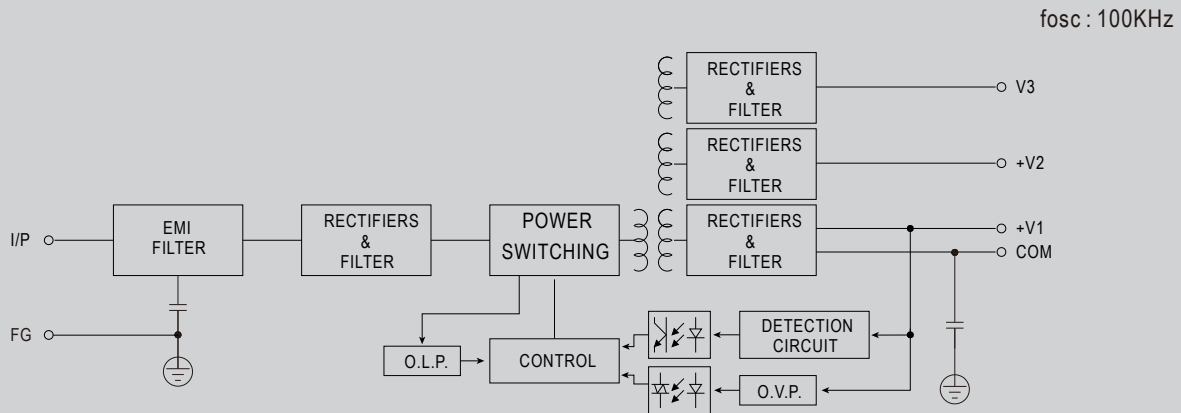 fosc : 100KHz
RECTIFIERS
&
FILTER
V3
RECTIFIERS
&
FILTER
+V2
I/P
EMI
FILTER
RECTIFIERS
&
FILTER
POWER
SWITCHING
RECTIFIERS
&
FILTER
+V1
COM
FG
O.L.P.
CONTROL
DETECTION
CIRCUIT
O.V.P.